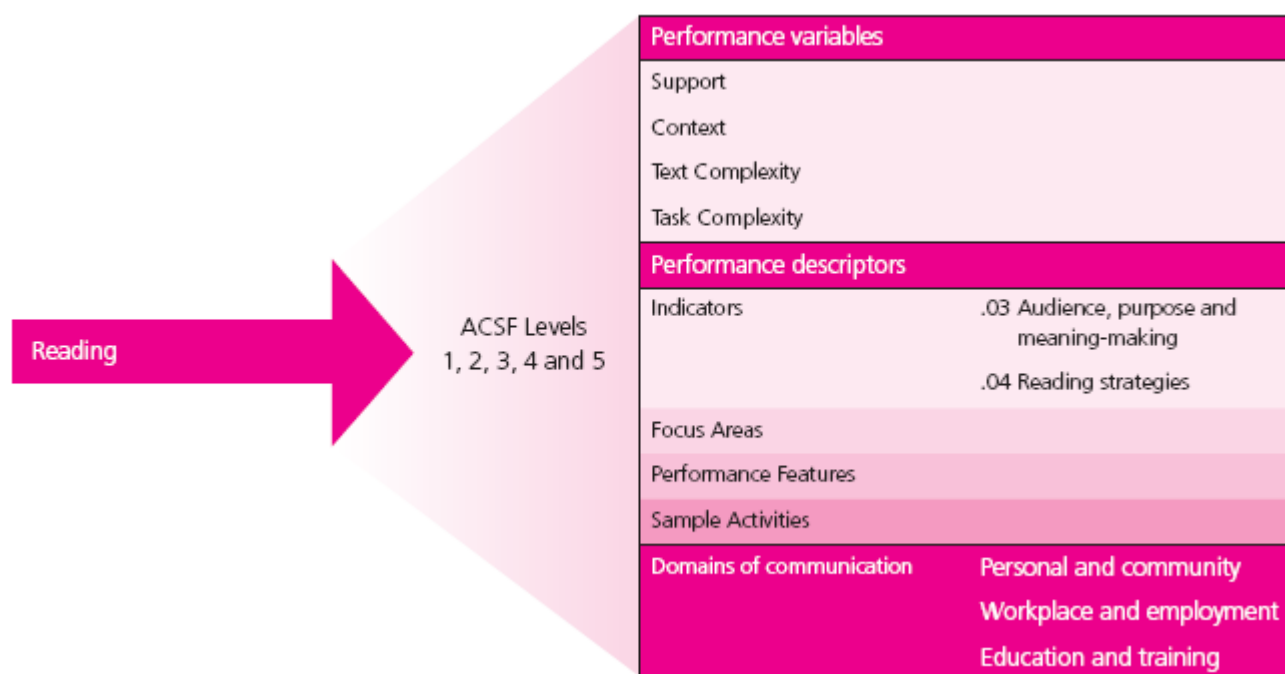 Reading
ACSF Levels
1, 2, 3, 4 and 5
Performance variables
Support
Context
Text Complexity
Task Complexity
Performance descriptors
Indicators
.03 Audience, purpose and
meaning-making
.04 Reading strategies
Focus Areas
Performance Features
Sample Activities
Domains of communication
Personal and community
Workplace and employment
Education and training